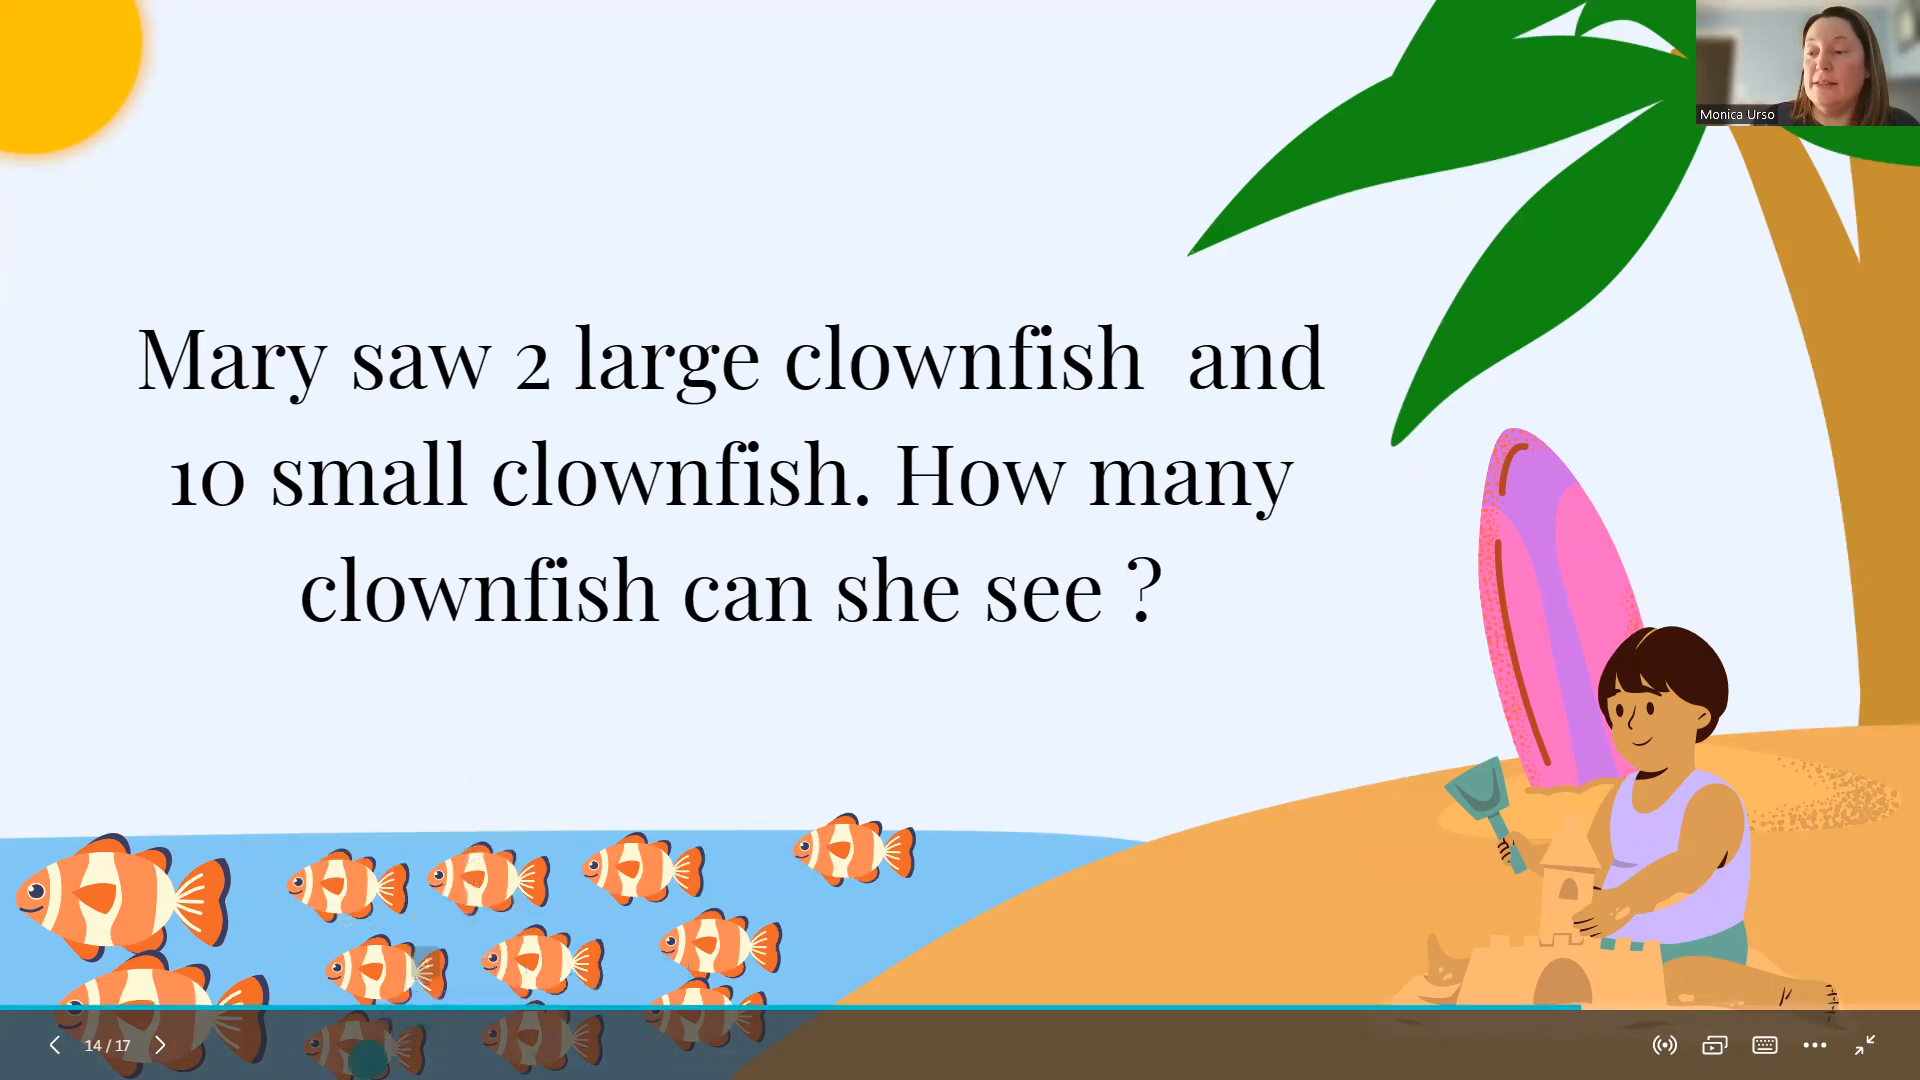 Monica Urso
Mary saw 2 large clownfish and
10 small clownfish. How many
clownfish can she see ?
14 / 17